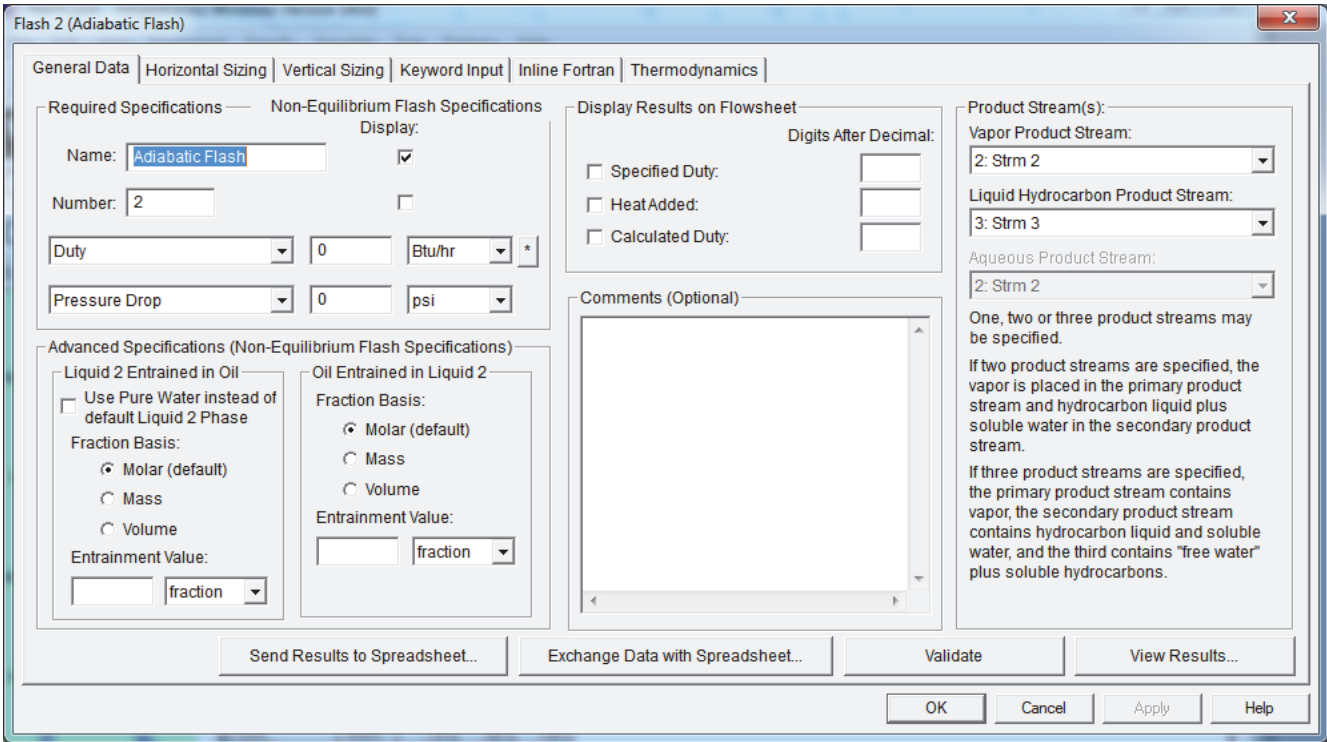 Flash 2 (Adiabatic Flash)
General Data
Horizontal Sizing
Vertical Sizing
Keyword Input
Inline Fortran
Thermodynamics
Required Specifications
Non-Equilibrium Flash Specifications
Display:
Name:
Adiabatic Flash
Number:
2
Duty
0
Btu/hr
*
Pressure Drop
0
psi
Advanced Specifications (Non-Equilibrium Flash Specifications)
Liquid 2 Entrained in Oil
Use Pure Water instead of
default Liquid 2 Phase
Fraction Basis:
Molar (default)
Mass
Volume
Entrainment Value:
fraction
Oil Entrained in Liquid 2
Fraction Basis:
Molar (default)
Mass
Volume
Entrainment Value:
fraction
Display Results on Flowsheet
Digits After Decimal:
Specified Duty:
Heat Added:
Calculated Duty:
Comments (Optional)
Product Stream(s):
Vapor Product Stream:
2: Strm 2
Liquid Hydrocarbon Product Stream:
3: Strm 3
Aqueous Product Stream:
2: Strm 2
One, two or three product streams may
be specified.
If two product streams are specified, the
vapor is placed in the primary product
stream and hydrocarbon liquid plus
soluble water in the secondary product
stream.
If three product streams are specified,
the primary product stream contains
vapor, the secondary product stream
contains hydrocarbon liquid and soluble
water, and the third contains "free water"
plus soluble hydrocarbons.
Send Results to Spreadsheet...
Exchange Data with Spreadsheet...
Validate
View Results...
OK
Cancel
Apply
Help